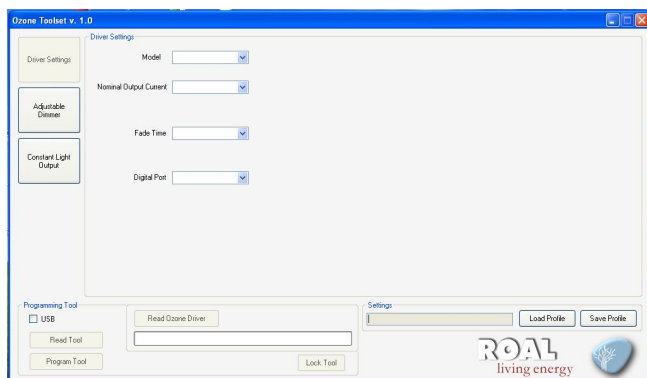 Ozone Toolset v. 1.0
Driver Settings
Driver Settings
Model
Nominal Output Current
Adjustable
Dimmer
Fade Time
Constant Light
Output
Digital Port
Programming Tool
USB
Read Ozone Driver
Read Tool
Program Tool
Lock Tool
Settings
Load Profile
Save Profile
ROAL
living energy